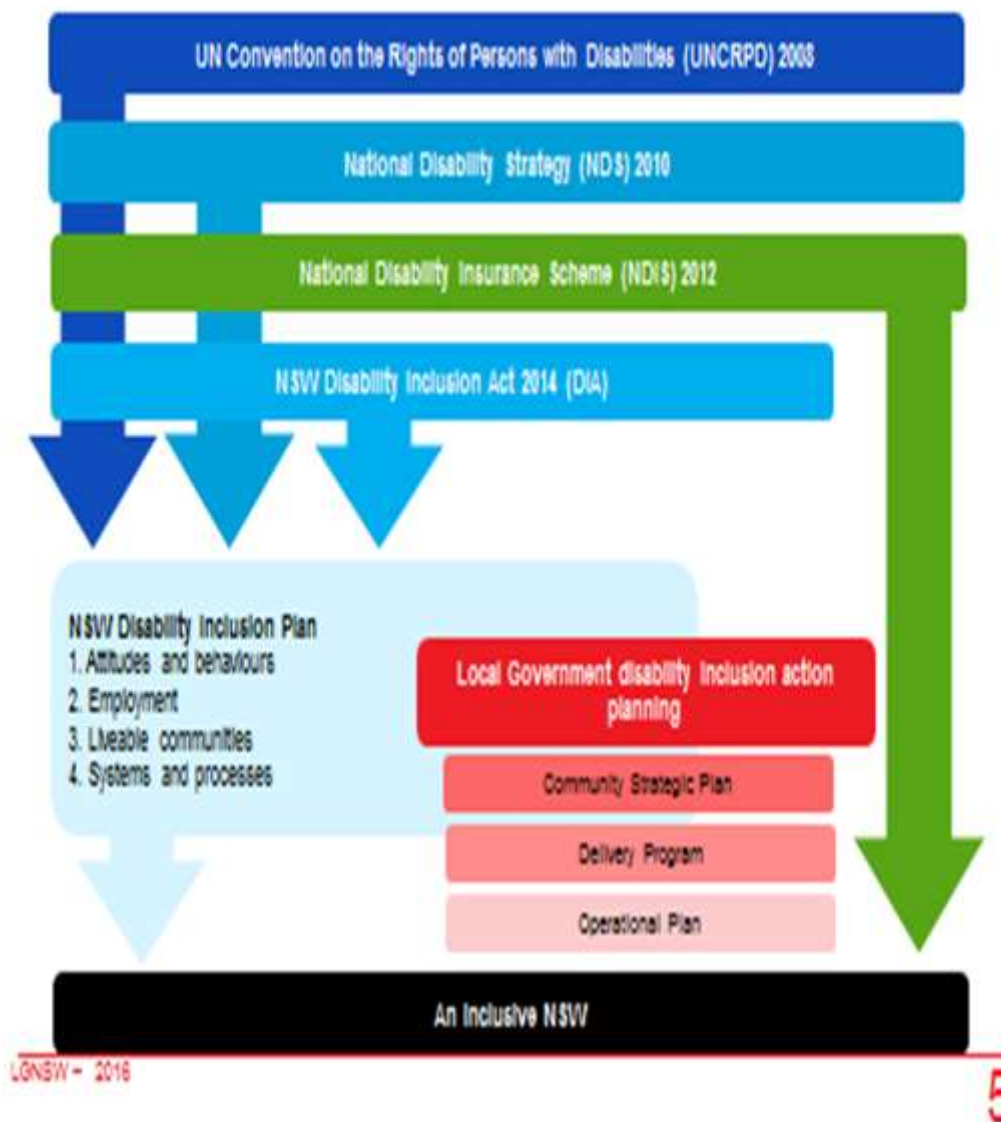 UN Convention on the Rights of Persons with Disabilities (UNCRPD) 2008
National Disability Strategy (NDS) 2010
National Disability Insurance Scheme (NDIS) 2012
NSW Disability Inclusion Act 2014 (DIA)
NSW Disability Inclusion Plan
1. Attitudes and behaviours
2. Employment
3. Liveable communities
4. Systems and processes
Local Government disability inclusion action
planning
Community Strategic Plan
Delivery Program
Operational Plan
An Inclusive NSW
LGNSW – 2016
5